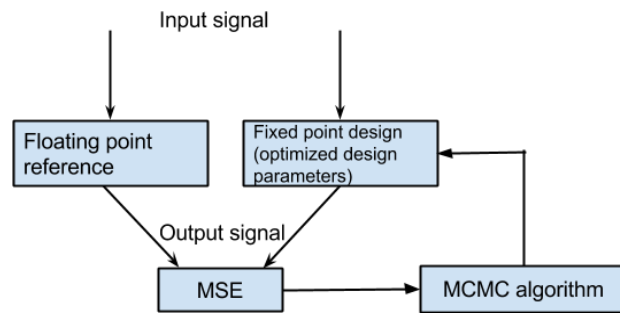 Input signal
Floating point
reference
Fixed point design
(optimized design
parameters)
Output signal
MSE
MCMC algorithm